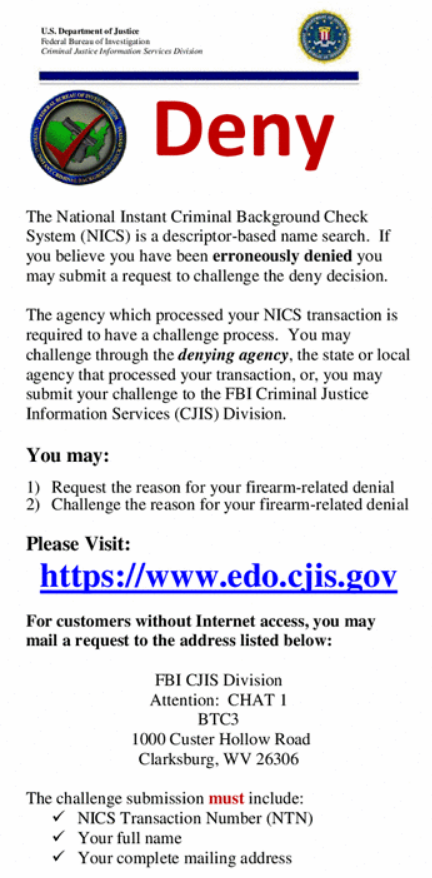 U.S. Department of Justice
Federal Bureau of Investigation
Criminal Justice Information Services Division
Deny
The National Instant Criminal Background Check
System (NICS) is a descriptor-based name search. If
you believe you have been erroneously denied you
may submit a request to challenge the deny decision.
The agency which processed your NICS transaction is
required to have a challenge process. You may
challenge through the denying agency, the state or local
agency that processed your transaction, or, you may
submit your challenge to the FBI Criminal Justice
Information Services (CJIS) Division.
You may:
1) Request the reason for your firearm-related denial
2) Challenge the reason for your firearm-related denial
Please Visit:
https://www.edo.cjis.gov
For customers without Internet access, you may
mail a request to the address listed below:
FBI CJIS Division
Attention: CHAT 1
BTC3
1000 Custer Hollow Road
Clarksburg, WV 26306
The challenge submission must include:
✓ NICS Transaction Number (NTN)
✓ Your full name
✓ Your complete mailing address